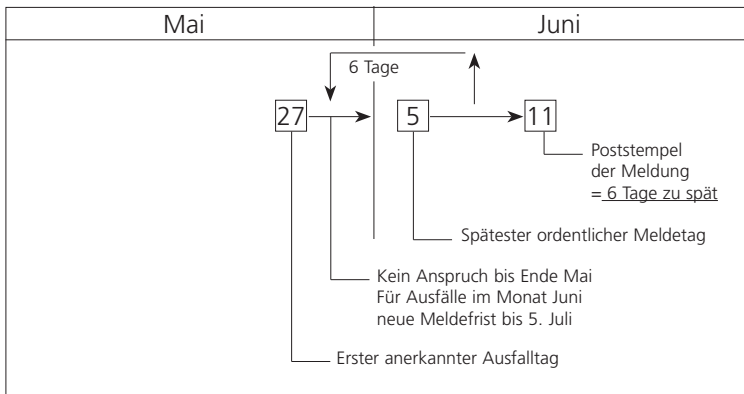 Mai
Juni
6 Tage
27
5
11
Poststempel
der Meldung
= 6 Tage zu spät
Spätester ordentlicher Meldetag
Kein Anspruch bis Ende Mai
Für Ausfälle im Monat Juni
neue Meldefrist bis 5. Juli
Erster anerkannter Ausfalltag